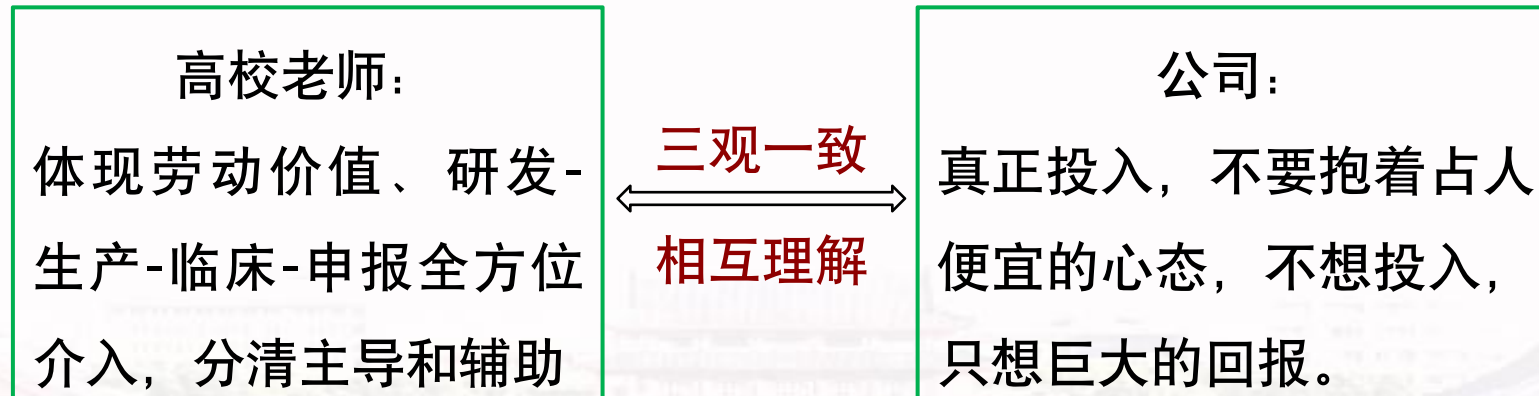 高校老师：
体现劳动价值、研发-
生产-临床-申报全方位
介入，分清主导和辅助
三观一致
相互理解
公司：
真正投入，不要抱着占人
便宜的心态，不想投入，
只想巨大的回报。